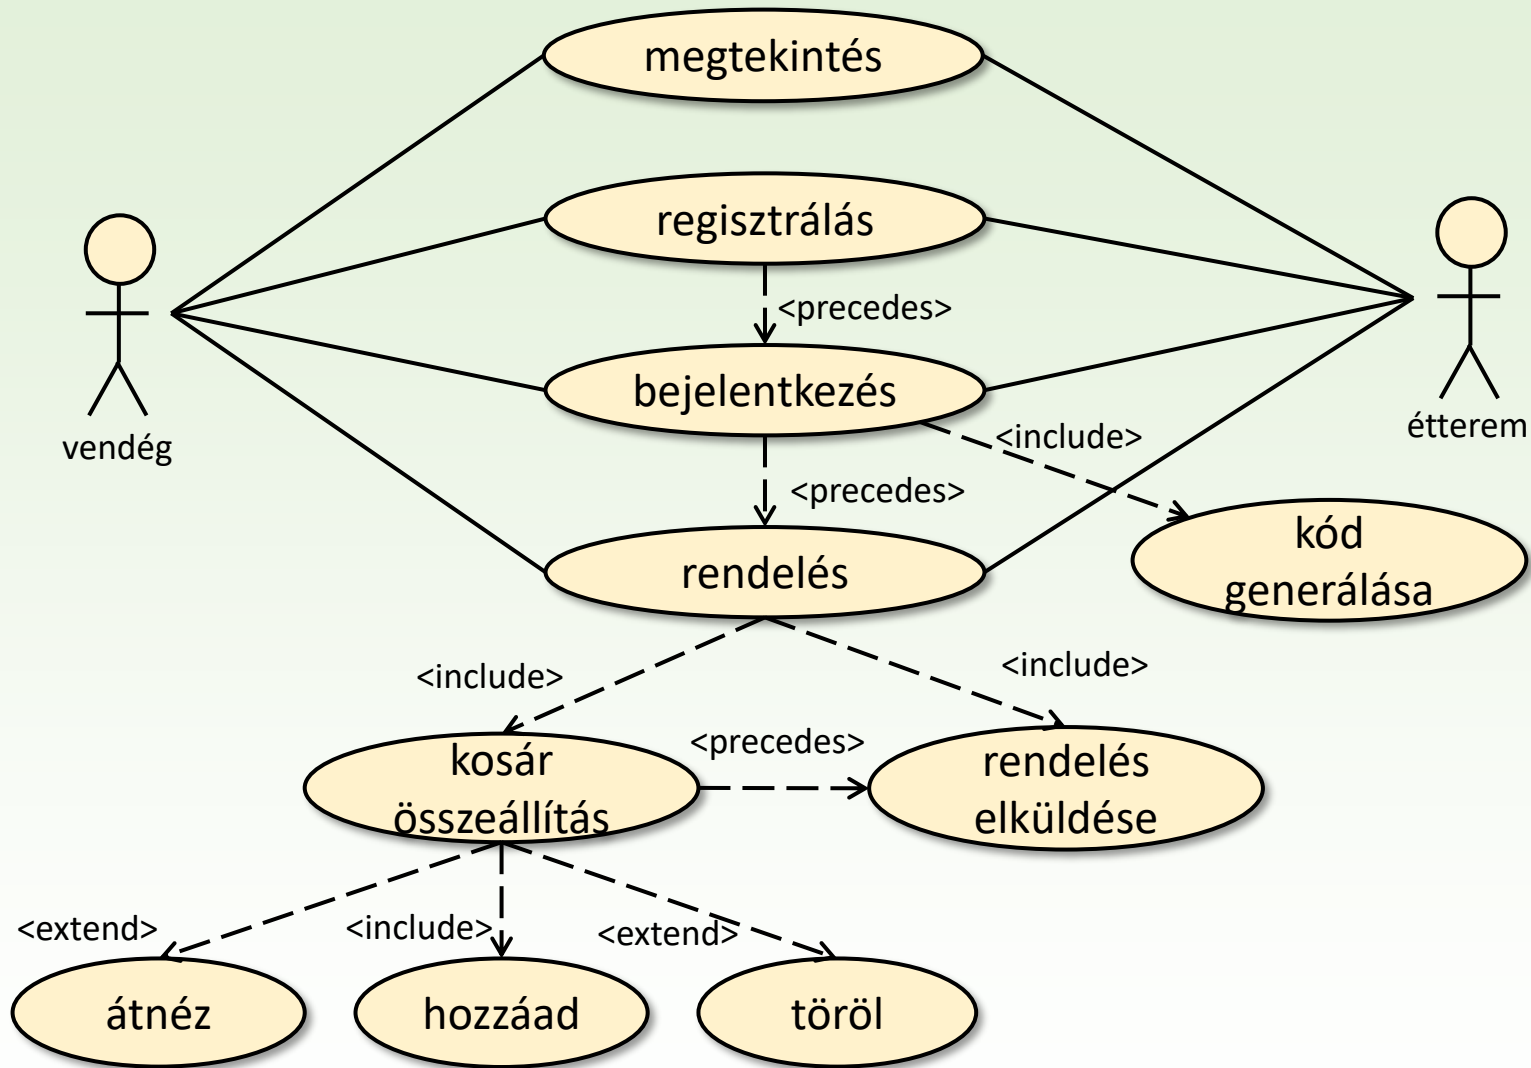 megtekintés
regisztrálás
<precedes>
bejelentkezés
vendég
étterem
<include>
<precedes>
rendelés
kód
generálása
<include>
<include>
kosár
összeállítás
<precedes>
rendelés
elküldése
<extend>
<include>
<extend>
átnéz
hozzáad
töröl